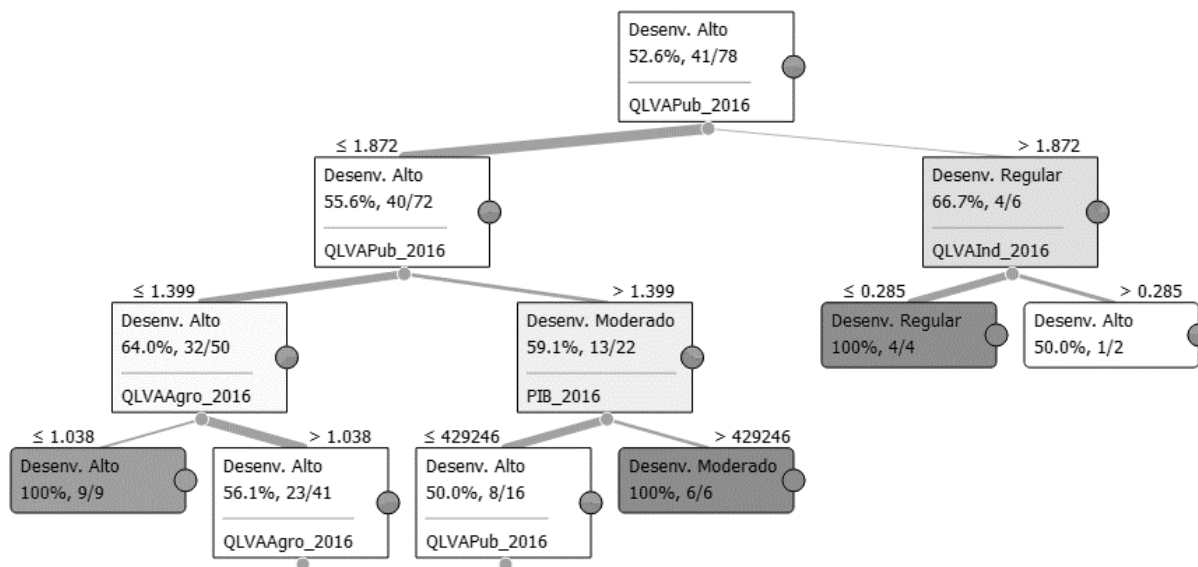 Desenv. Alto
52.6%, 41/78
QLVAPub_2016
≤ 1.872
> 1.872
Desenv. Alto
55.6%, 40/72
QLVAPub_2016
Desenv. Regular
66.7%, 4/6
QLVAInd_2016
≤ 1.399
> 1.399
≤ 0.285
> 0.285
Desenv. Alto
64.0%, 32/50
QLVAAgro_2016
Desenv. Moderado
59.1%, 13/22
PIB_2016
Desenv. Regular
100%, 4/4
Desenv. Alto
50.0%, 1/2
≤ 1.038
> 1.038
≤ 429246
> 429246
Desenv. Alto
100%, 9/9
Desenv. Alto
56.1%, 23/41
QLVAAgro_2016
Desenv. Alto
50.0%, 8/16
QLVAPub_2016
Desenv. Moderado
100%, 6/6